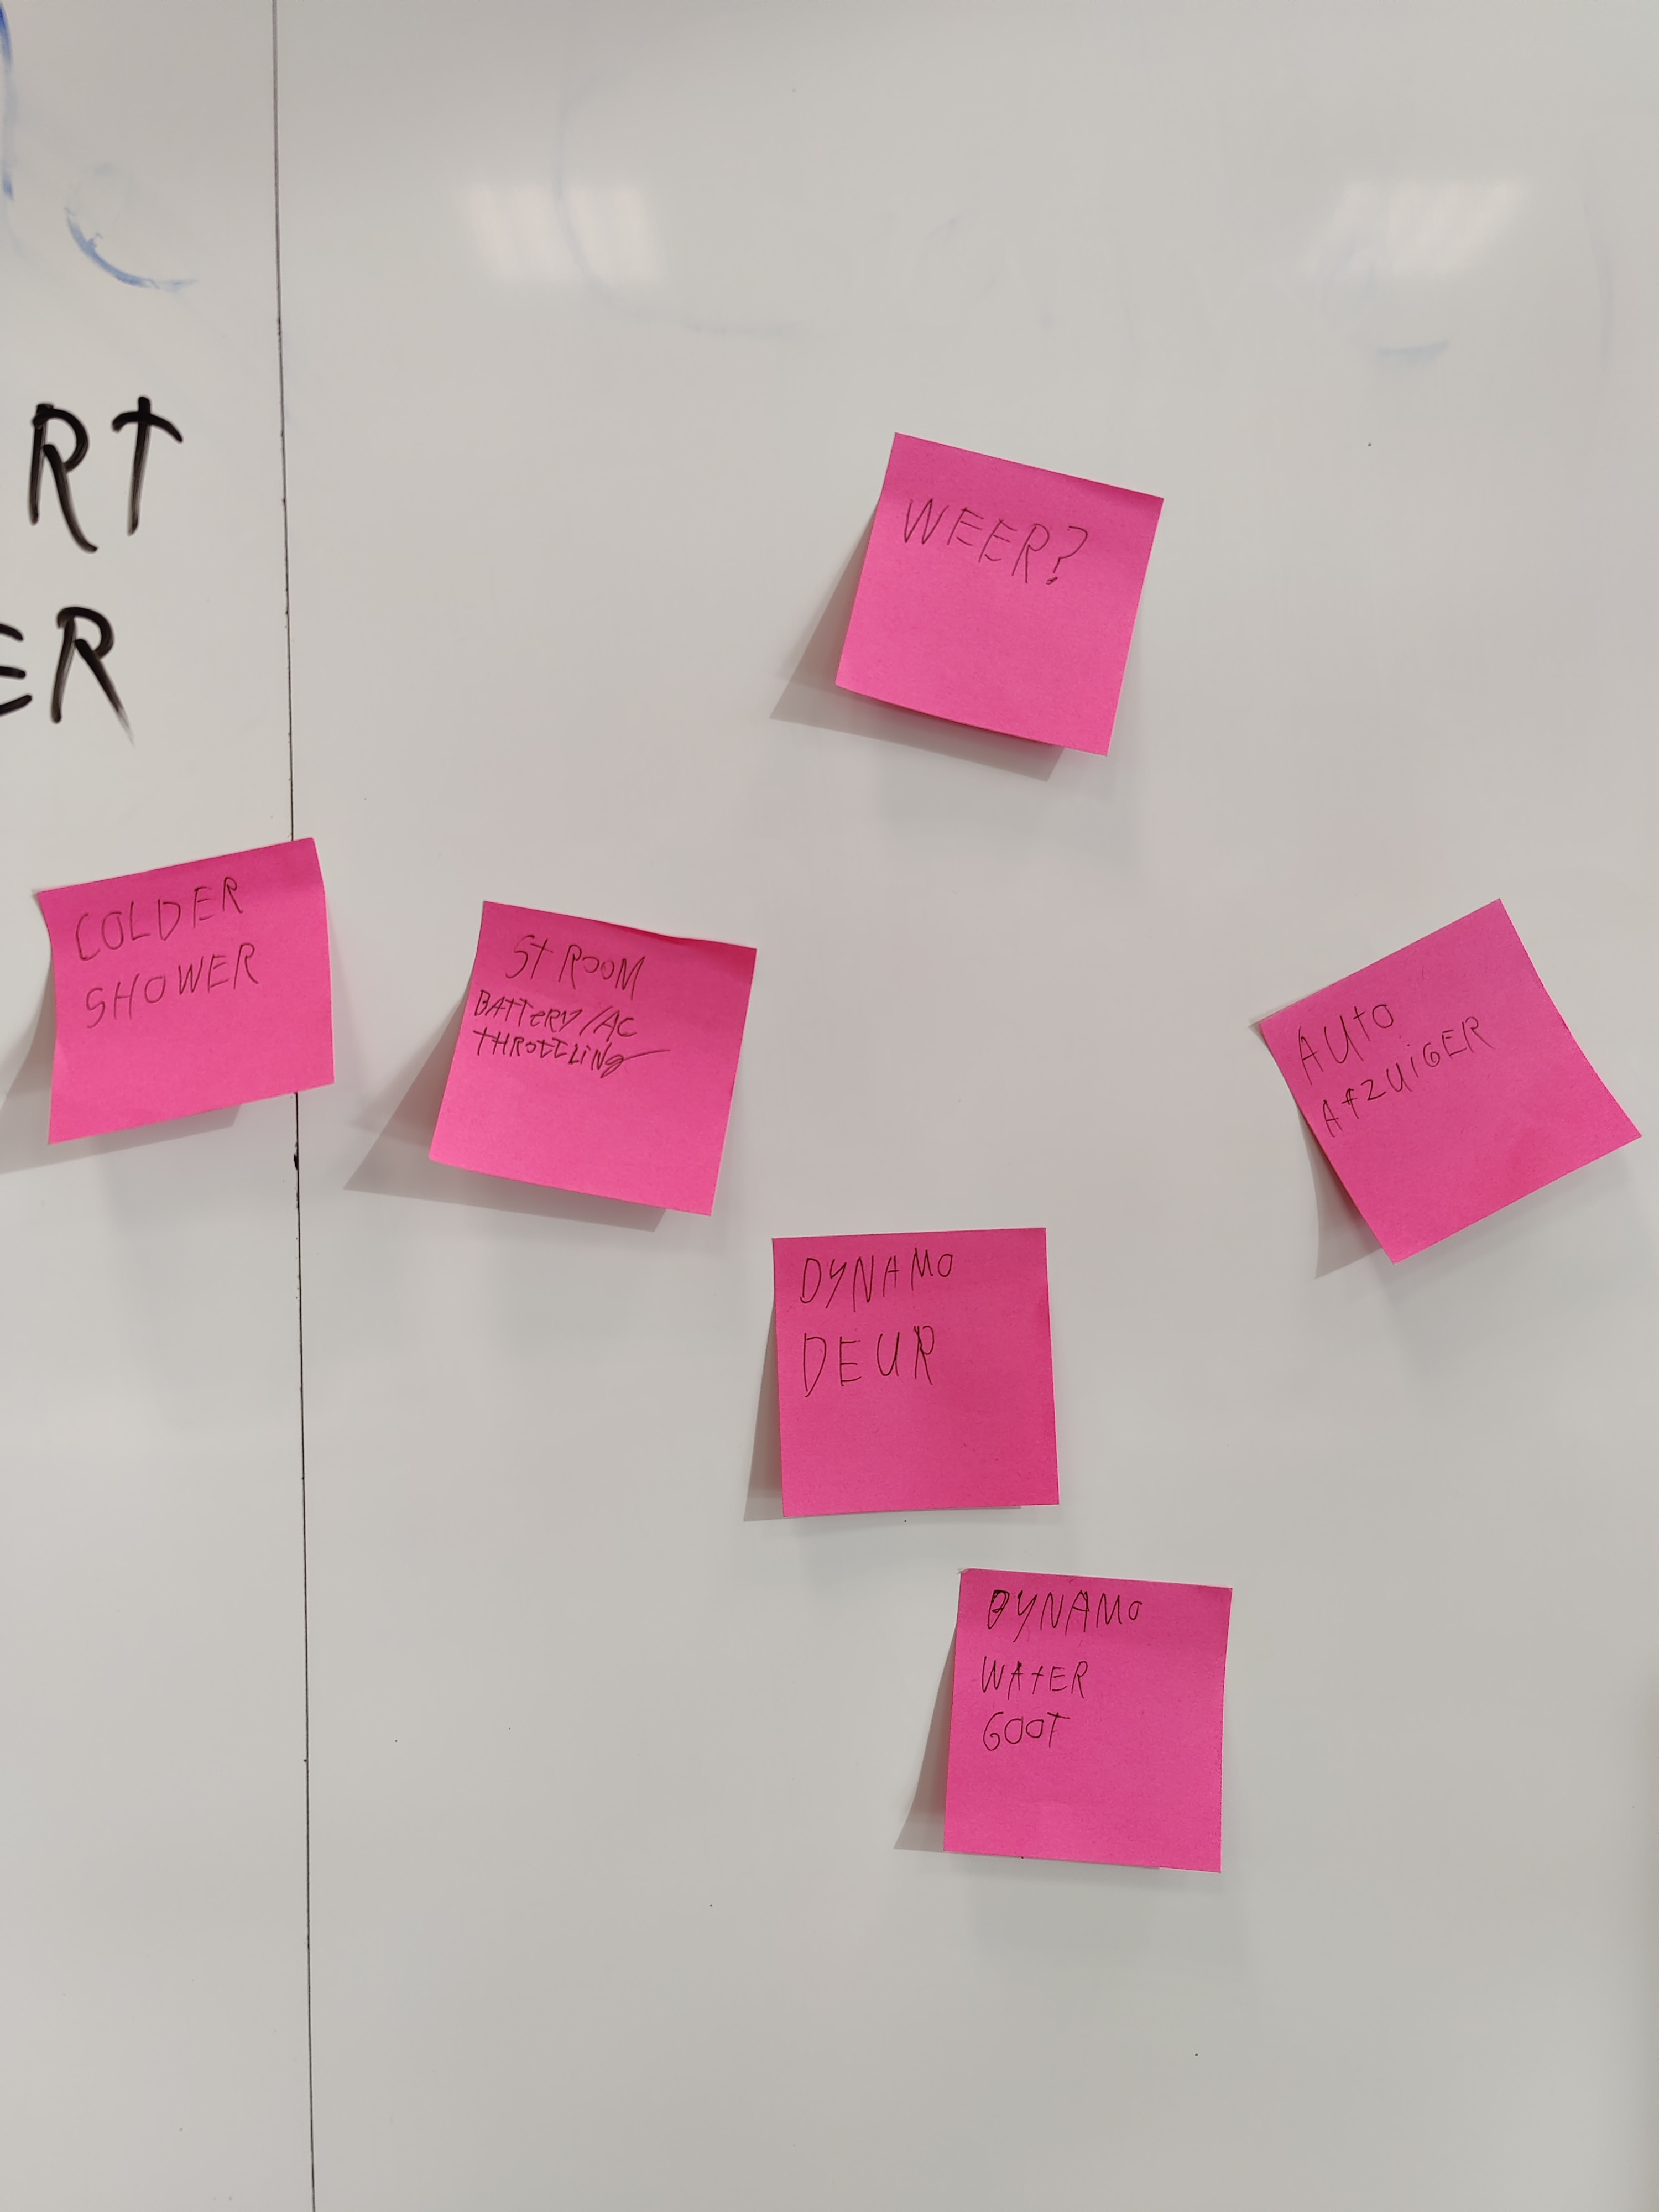 RT
ER
WEER?
COLDER
SHOWER
STROOM
BATTERY/AC
THROTTLING
AUTO
AFZUIGER
DYNAMO
DEUR
DYNAMO
WATER
GOOT